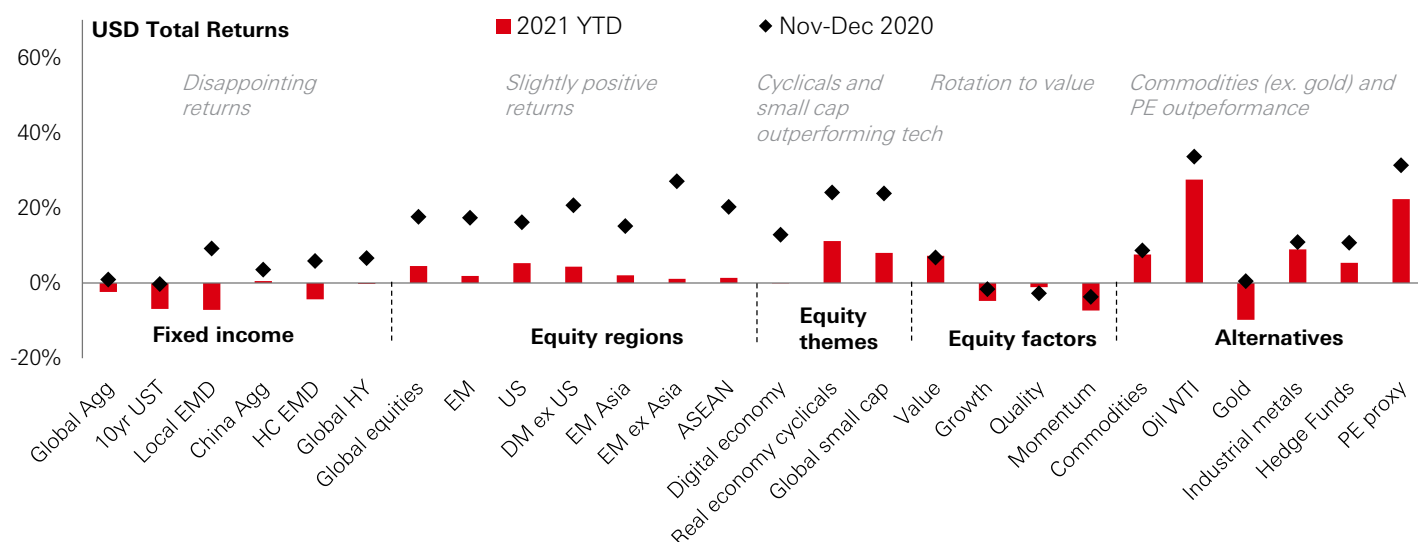 USD Total Returns
2021 YTD
Nov-Dec 2020
60%
40%
20%
0%
-20%
Disappointing
returns
Slightly positive
returns
Cyclicals and
small cap
outperforming tech
Rotation to value
Commodities (ex. gold) and
PE outpeformance
Fixed income
Equity regions
Equity
themes
Equity factors
Alternatives
Global Agg
10yr UST
Local EMD
China Agg
HC EMD
Global HY
Global equities
EM
US
DM ex US
EM Asia
EM ex Asia
ASEAN
Digital economy
Real economy cyclicals
Global small cap
Value
Growth
Quality
Momentum
Commodities
Oil WTI
Gold
Industrial metals
Hedge Funds
PE proxy